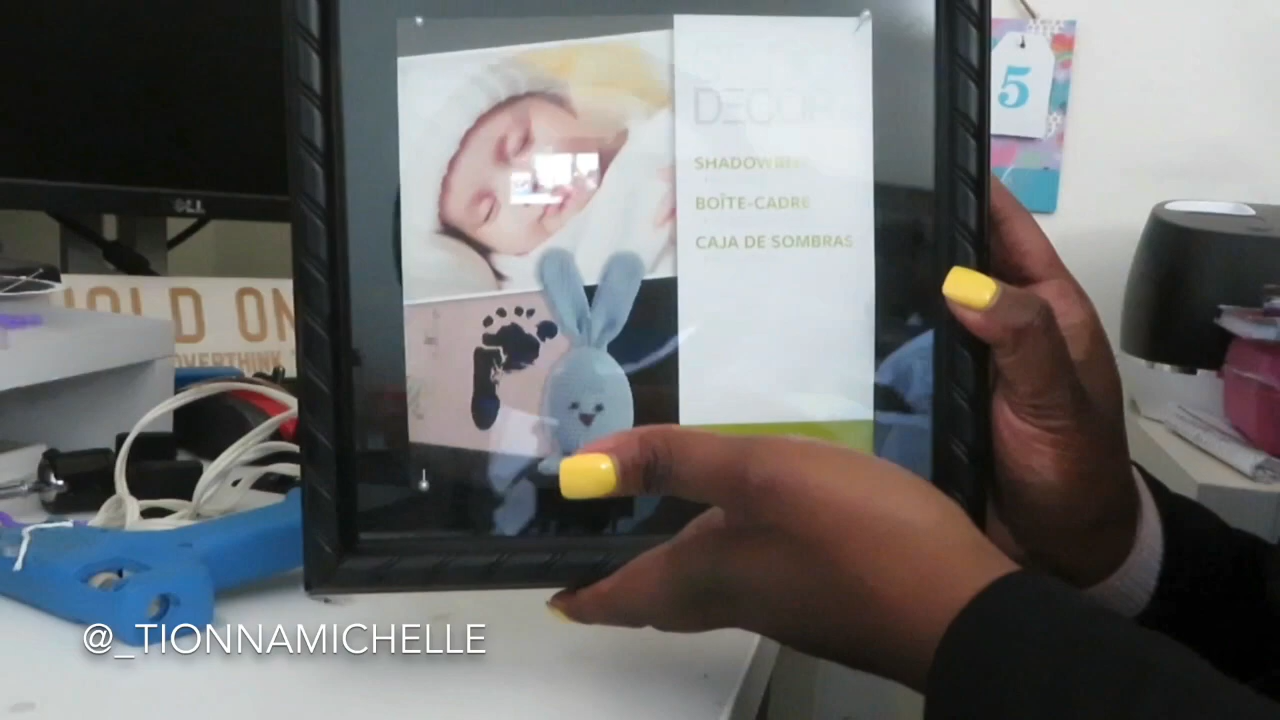 5
DECOR
SHADOWBOX
BOÎTE-CADRE
CAJA DE SOMBRAS
DELL
HOLD ON
OVERTHINK
@_TIONNAMICHELLE